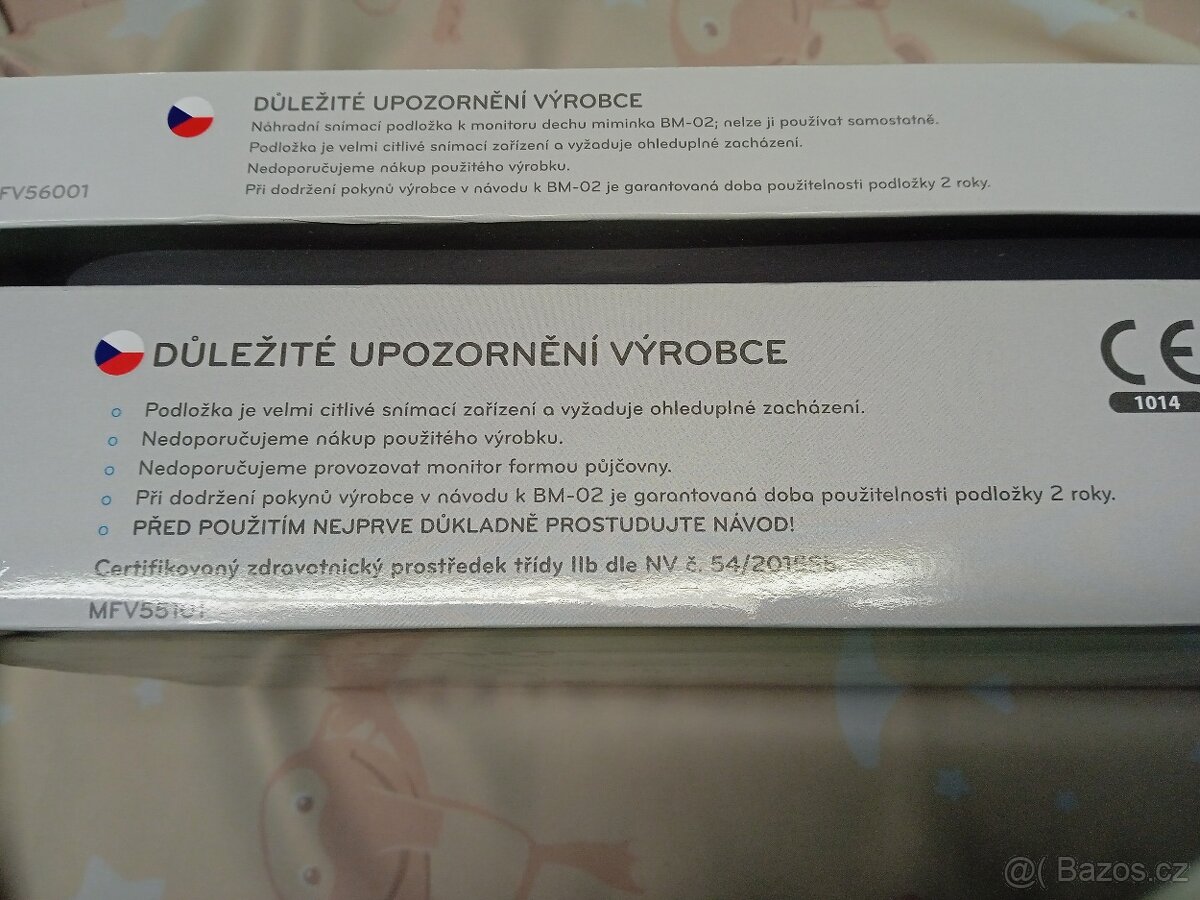 DŮLEŽITÉ UPOZORNĚNÍ VÝROBCE
Náhradní snímací podložka k monitoru dechu miminka BM-02; nelze ji používat samostatně.
Podložka je velmi citlivé snímací zařízení a vyžaduje ohleduplné zacházení.
Nedoporučujeme nákup použitého výrobku.
Při dodržení pokynů výrobce v návodu k BM-02 je garantovaná doba použitelnosti podložky 2 roky.
FV56001
DŮLEŽITÉ UPOZORNĚNÍ VÝROBCE
Podložka je velmi citlivé snímací zařízení a vyžaduje ohleduplné zacházení.
Nedoporučujeme nákup použitého výrobku.
Nedoporučujeme provozovat monitor formou půjčovny.
Při dodržení pokynů výrobce v návodu k BM-02 je garantovaná doba použitelnosti podložky 2 roky.
PŘED POUŽITÍM NEJPRVE DŮKLADNĚ PROSTUDUJTE NÁVOD!
Certifikovaný zdravotnický prostředek třídy IIb dle NV č.
MFV55101
CE
1014
@( Bazos.cz